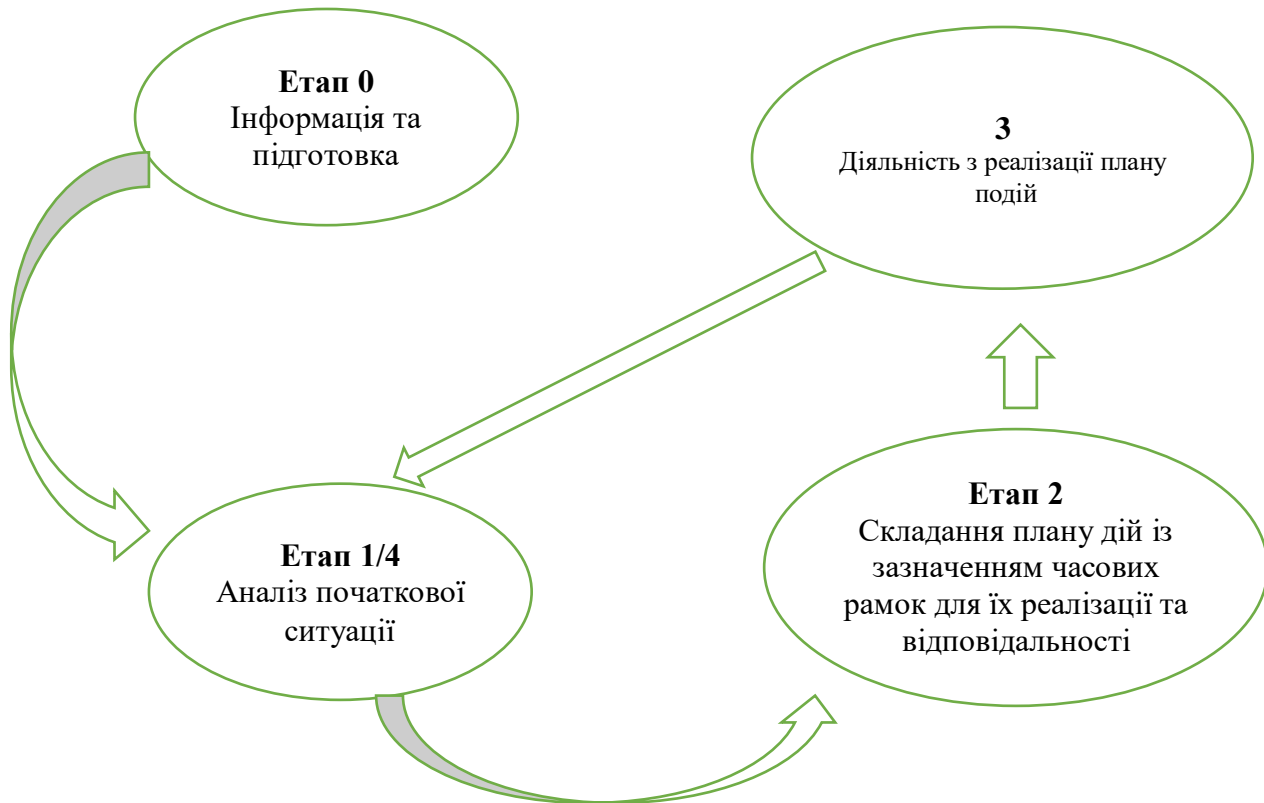 Етап 0
Інформація та
підготовка
3
Діяльність з реалізації плану
подій
Етап 1/4
Аналіз початкової
ситуації
Етап 2
Складання плану дій із
зазначенням часових
рамок для їх реалізації та
відповідальності